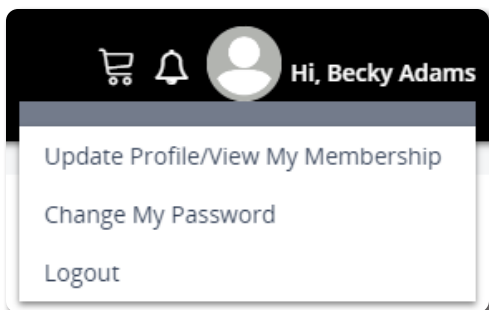 Hi, Becky Adams
Update Profile/View My Membership
Change My Password
Logout